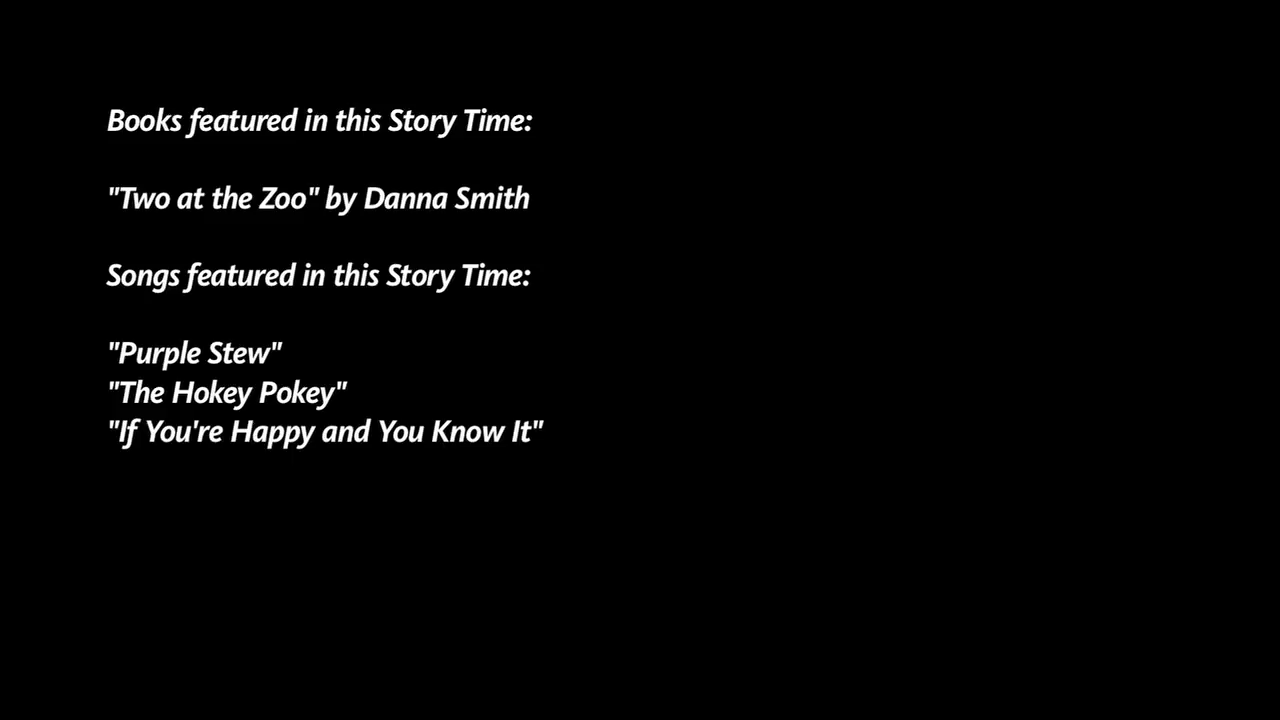 Books featured in this Story Time:
"Two at the Zoo" by Danna Smith
Songs featured in this Story Time:
"Purple Stew"
"The Hokey Pokey"
"If You're Happy and You Know It"